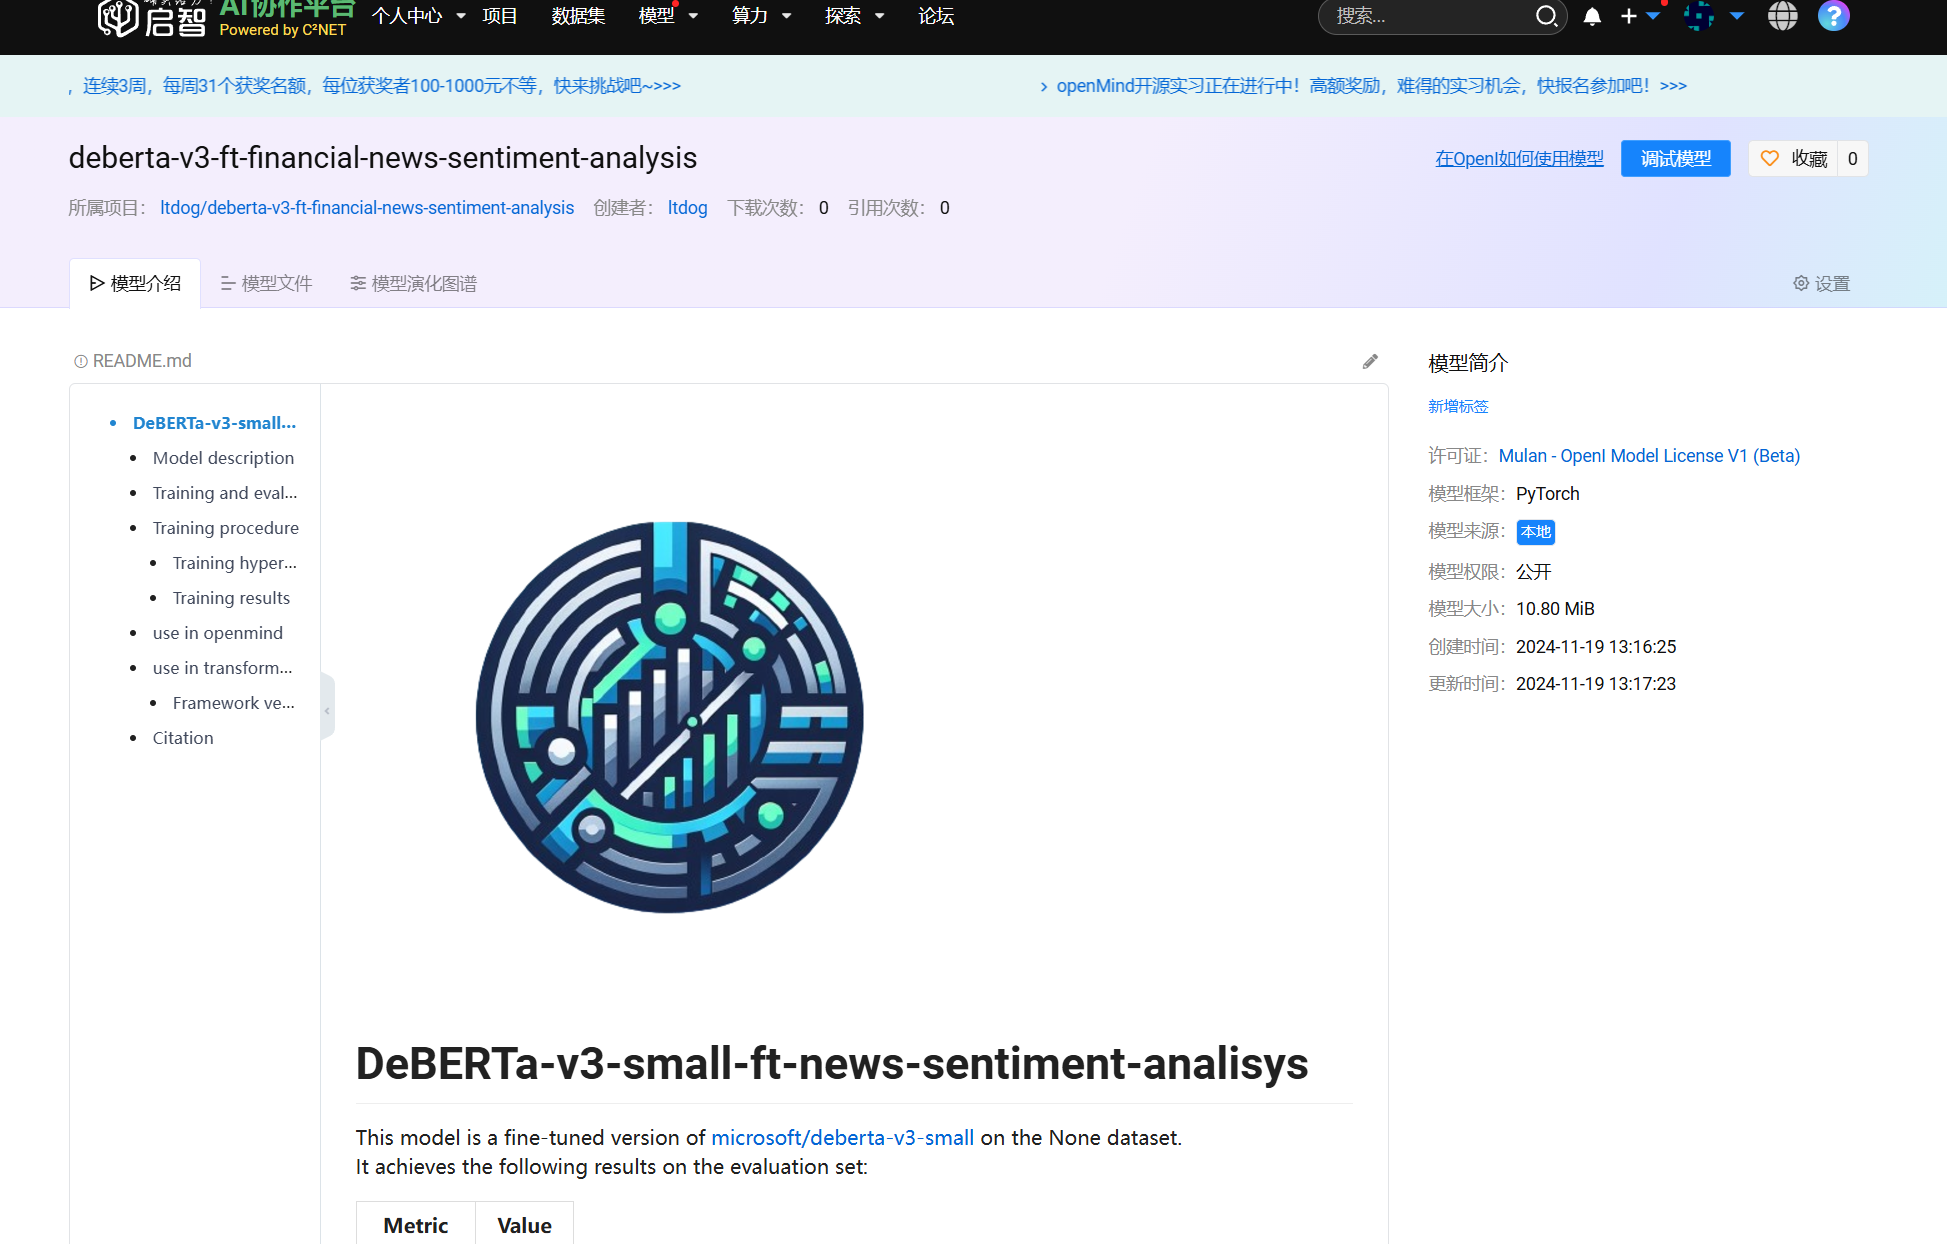 启智
AI协作平台
Powered by C²NET
个人中心
项目
数据集
模型
算力
探索
论坛
搜索...
，连续3周，每周31个获奖名额，每位获奖者100-1000元不等，快来挑战吧~>>>
openMind开源实习正在进行中！高额奖励，难得的实习机会，快报名参加吧！>>>
deberta-v3-ft-financial-news-sentiment-analysis
在OpenI如何使用模型
调试模型
收藏
0
所属项目： ltdog/deberta-v3-ft-financial-news-sentiment-analysis 创建者： ltdog 下载次数： 0 引用次数： 0
模型介绍
模型文件
模型演化图谱
设置
README.md
DeBERTa-v3-small...
Model description
Training and eval...
Training procedure
Training hyper...
Training results
use in openmind
use in transform...
Framework ve...
Citation
DeBERTa-v3-small-ft-news-sentiment-analisys
This model is a fine-tuned version of microsoft/deberta-v3-small on the None dataset.
It achieves the following results on the evaluation set:
Metric Value
模型简介
新增标签
许可证： Mulan - OpenI Model License V1 (Beta)
模型框架： PyTorch
模型来源： 本地
模型权限： 公开
模型大小： 10.80 MiB
创建时间： 2024-11-19 13:16:25
更新时间： 2024-11-19 13:17:23